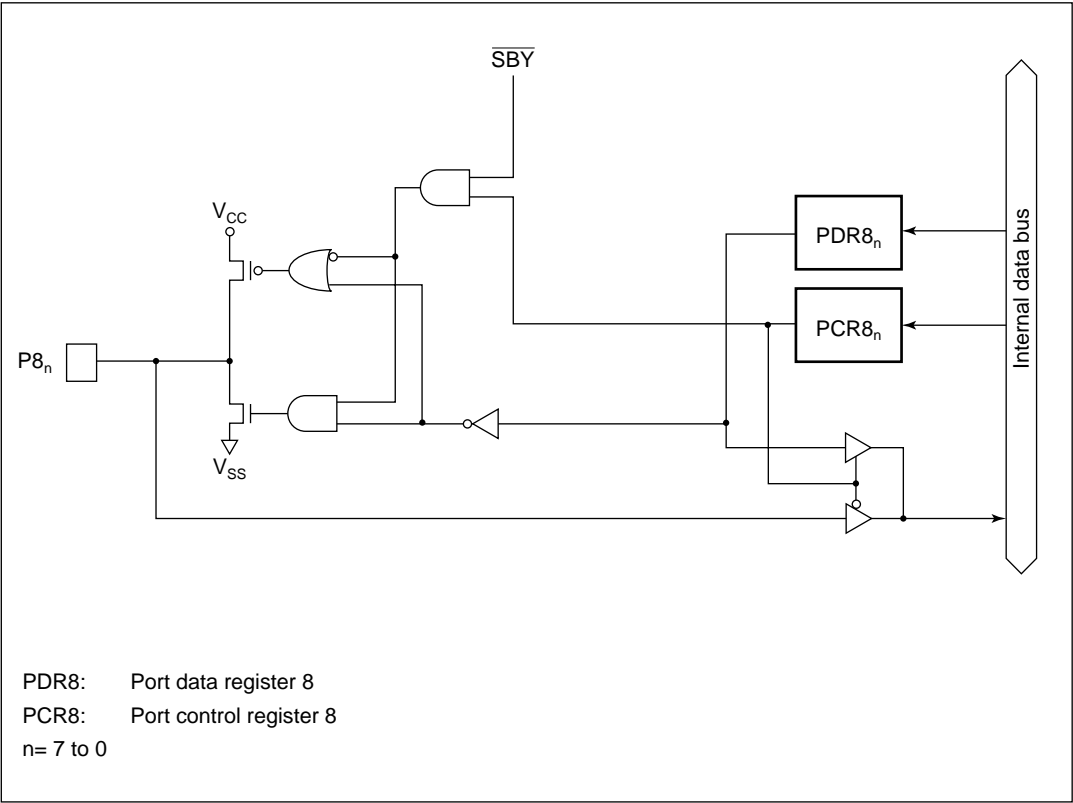 SBY
V_CC
PDR8_n
PCR8_n
Internal data bus
P8_n
V_SS
PDR8: Port data register 8
PCR8: Port control register 8
n= 7 to 0